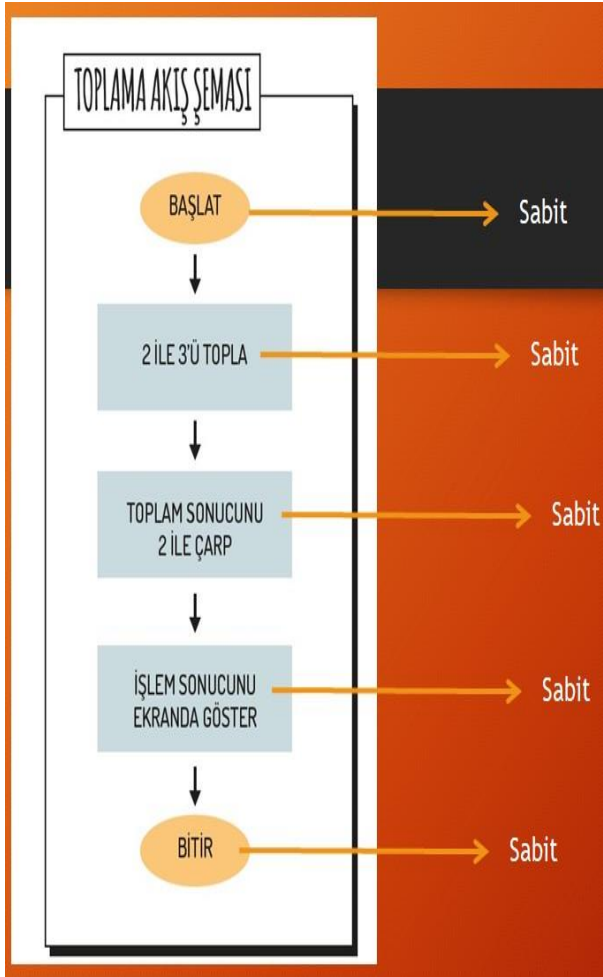 TOPLAMA AKIŞ ŞEMASI
BAŞLAT
Sabit
2 İLE 3'Ü TOPLA
Sabit
TOPLAM SONUCUNU
2 İLE ÇARP
Sabit
İŞLEM SONUCUNU
EKRANDA GÖSTER
Sabit
BİTİR
Sabit